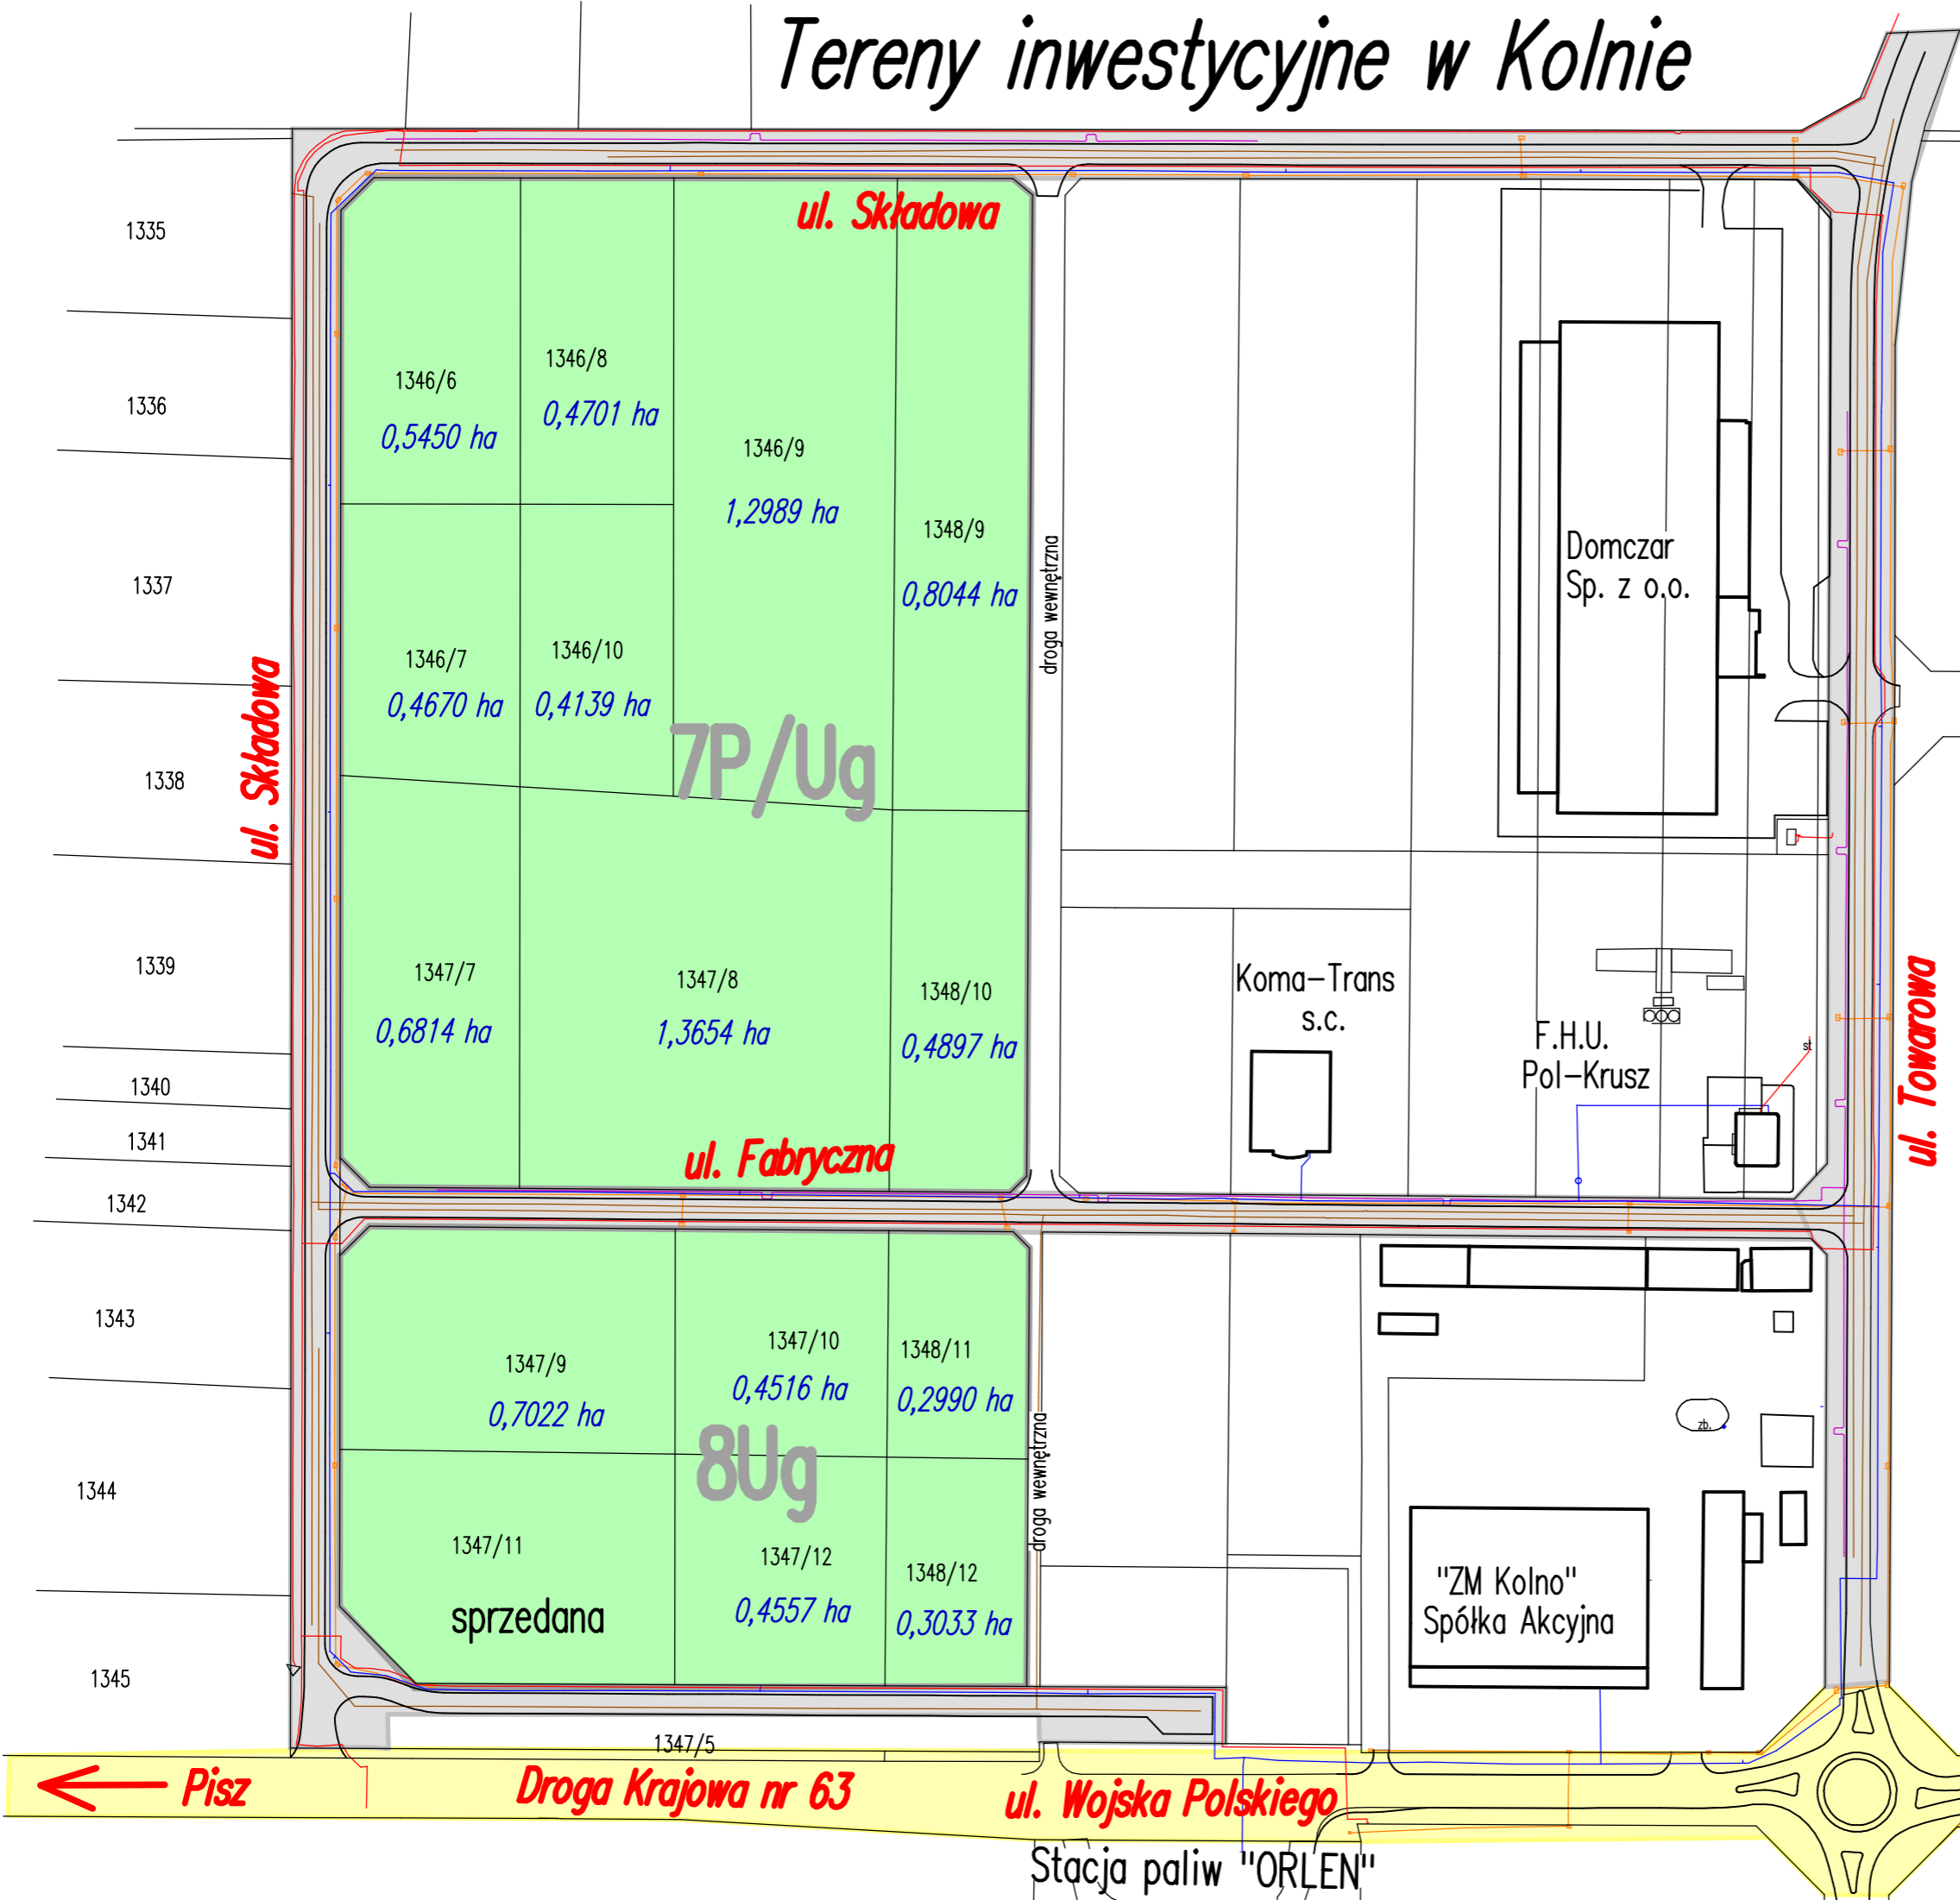 Tereny inwestycyjne w Kolnie
ul. Składowa
1335
1336
1337
1338
1339
1340
1341
1342
1343
1344
1345
ul. Składowa
1346/6
0,5450 ha
1346/8
0,4701 ha
1346/9
1,2989 ha
1348/9
0,8044 ha
1346/7
0,4670 ha
1346/10
0,4139 ha
7P/Ug
1347/7
0,6814 ha
1347/8
1,3654 ha
1348/10
0,4897 ha
droga wewnętrzna
Domczar
Sp. z o.o.
Koma-Trans
s.c.
F.H.U.
Pol-Krusz
st
ul. Towarowa
ul. Fabryczna
1347/9
0,7022 ha
1347/10
0,4516 ha
1348/11
0,2990 ha
8Ug
1347/11
sprzedana
1347/12
0,4557 ha
1348/12
0,3033 ha
droga wewnętrzna
zb.
"ZM Kolno"
Spółka Akcyjna
1347/5
Pisz
Droga Krajowa nr 63
ul. Wojska Polskiego
Stacja paliw "ORLEN"